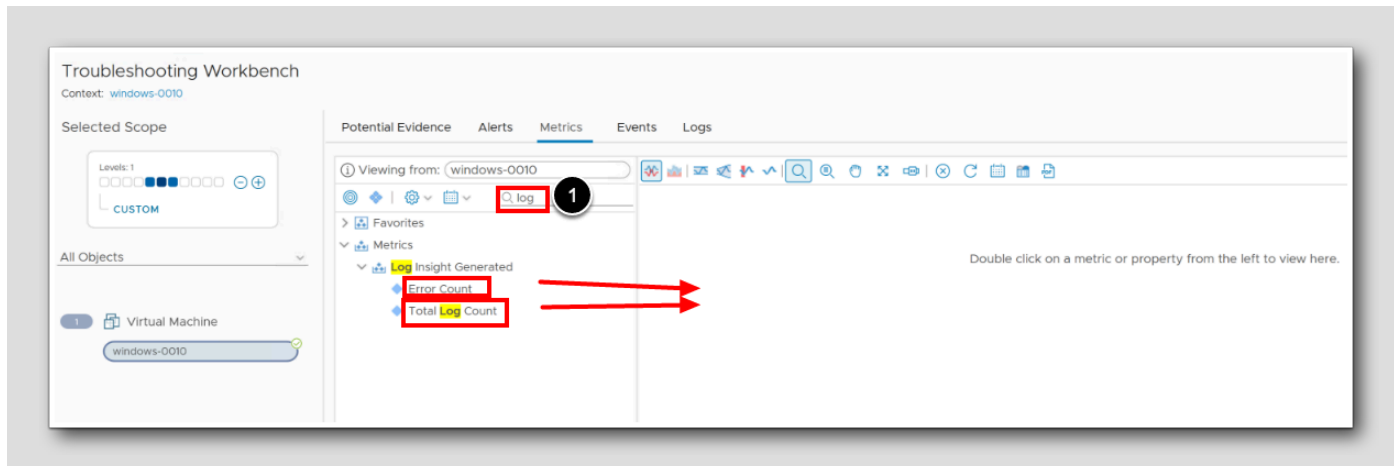 Troubleshooting Workbench
Context: windows-0010
Selected Scope
Potential Evidence Alerts Metrics Events Logs
Levels: 1
CUSTOM
Viewing from: windows-0010
log
1
All Objects
Favorites
Metrics
Log Insight Generated
Error Count
Total Log Count
Double click on a metric or property from the left to view here.
1 Virtual Machine
windows-0010